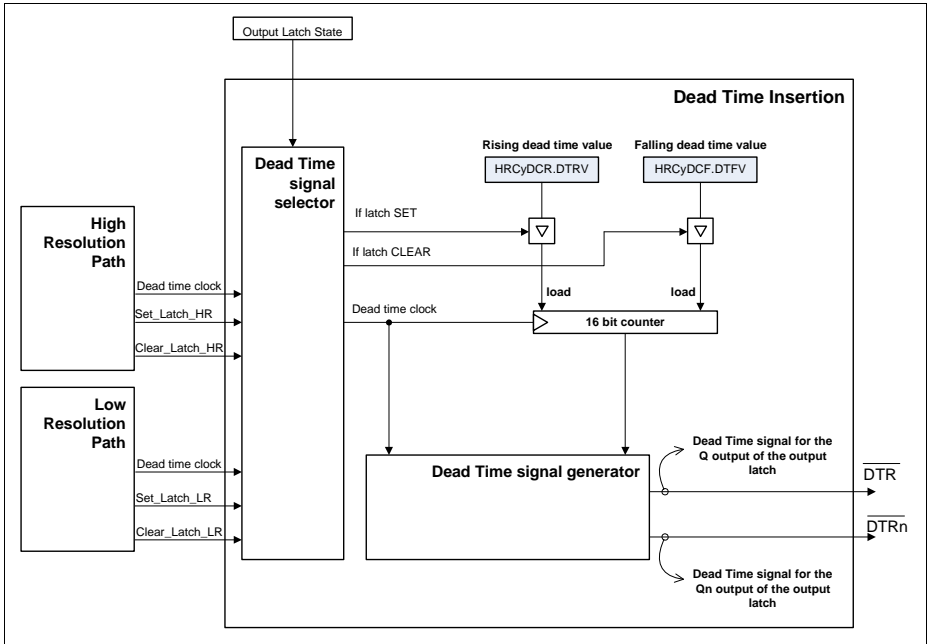 Output Latch State
Dead Time Insertion
Dead Time
signal
selector
Rising dead time value
HRCyDCR.DTRV
Falling dead time value
HRCyDCF.DTFV
High
Resolution
Path
Dead time clock
Set_Latch_HR
Clear_Latch_HR
If latch SET
If latch CLEAR
Dead time clock
load
load
16 bit counter
Low
Resolution
Path
Dead time clock
Set_Latch_LR
Clear_Latch_LR
Dead Time signal generator
Dead Time signal for the
Q output of the output
latch
DTR
DTRn
Dead Time signal for the
Qn output of the output
latch